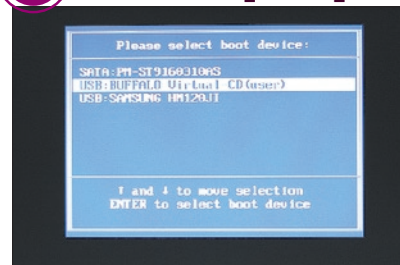 Please select boot device:
SATA:PM-ST9160310AS
USB:BUFFALO Virtual CD(user)
USB:SAMSUNG HM120JI
↑ and ↓ to move selection
ENTER to select boot device